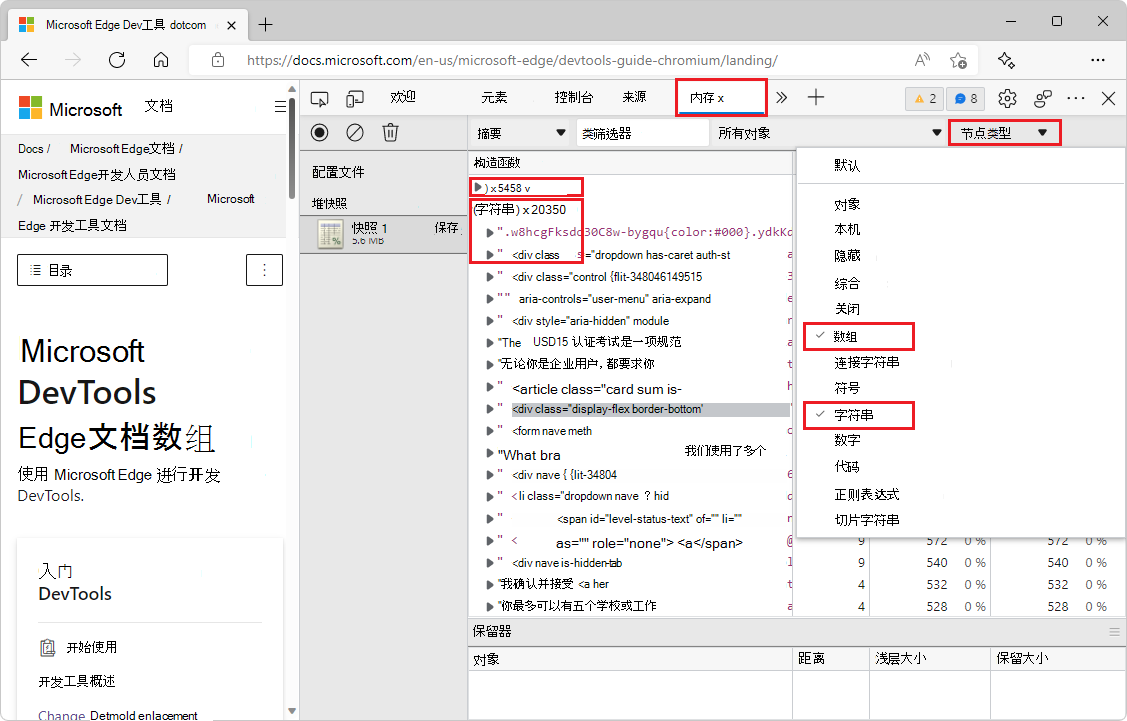 Microsoft Edge Dev工具 dotcom
https://docs.microsoft.com/en-us/microsoft-edge/devtools-guide-chromium/landing/
Microsoft 文档
Docs / Microsoft Edge文档 /
Microsoft Edge开发人员文档
/ Microsoft Edge Dev工具 / Microsoft
Edge 开发工具文档
目录
Microsoft
DevTools
Edge文档数组
使用 Microsoft Edge 进行开发
DevTools.
入门
DevTools
开始使用
开发工具概述
Change Detmold enlacement
欢迎 元素 控制台 来源 内存 x 2 8
摘要 类筛选器 所有对象 节点类型
配置文件
堆快照
快照 1 保存
5.6 MB
构造函数
) x 5458 v
(字符串) x 20350
".w8hcgFksdc30C8w-bygqu{color:#000}.ydkKd
" <div class s ="dropdown has-caret auth-st a
" <div class="control {flit-348046149515 3
" " aria-controls="user-menu" aria-expand e
" <div style="aria-hidden" module r
"The USD15 认证考试是一项规范 a
"无论你是企业用户, 都要求你 t
" <article class="card sum is- h
" <div class="display-flex border-bottom'
" <form nave meth c
"What bra 我们使用了多个
" <div nave { {lit-34804 6
" <li class="dropdown nave ? hid d
" <span id="level-status-text" of="" li="" n
" < as="" role="none"> <a</span> @ 9 572 0 % 572 0 %
" <div nave is-hidden-tab l 9 540 0 % 540 0 %
"我确认并接受 <a her t 4 532 0 % 532 0 %
"你最多可以有五个学校或工作 a 4 528 0 % 528 0 %
默认
对象
本机
隐藏
综合
关闭
数组
连接字符串
符号
字符串
数字
代码
正则表达式
切片字符串
保留器
对象 距离 浅层大小 保留大小